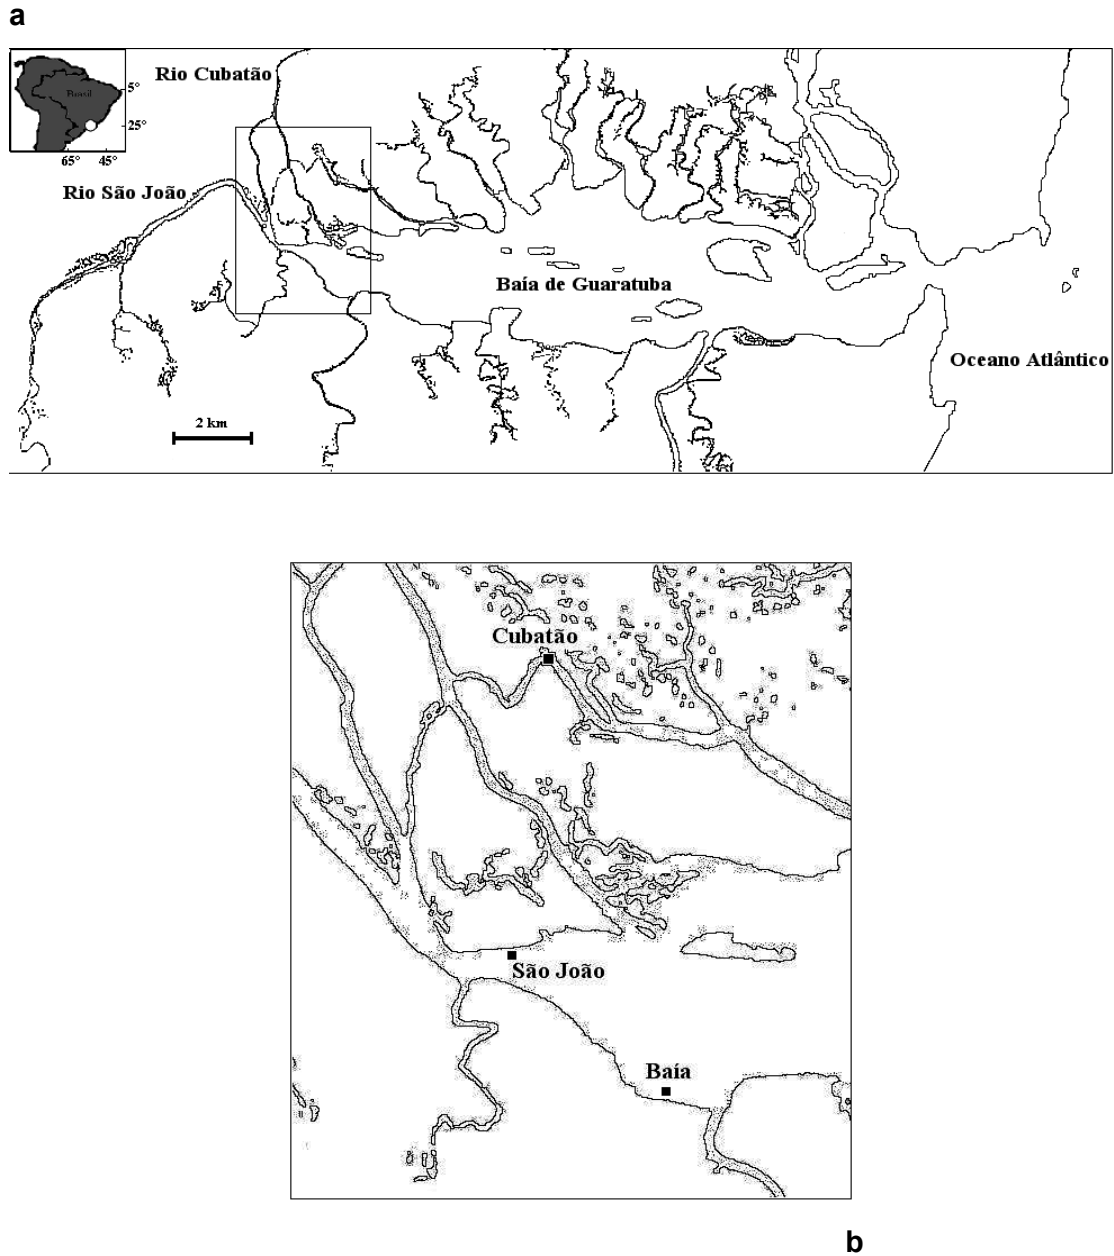 a
Rio Cubatão
Brasil
5°
25°
65° 45°
Rio São João
Baía de Guaratuba
Oceano Atlântico
2 km
Cubatão
São João
Baía
b